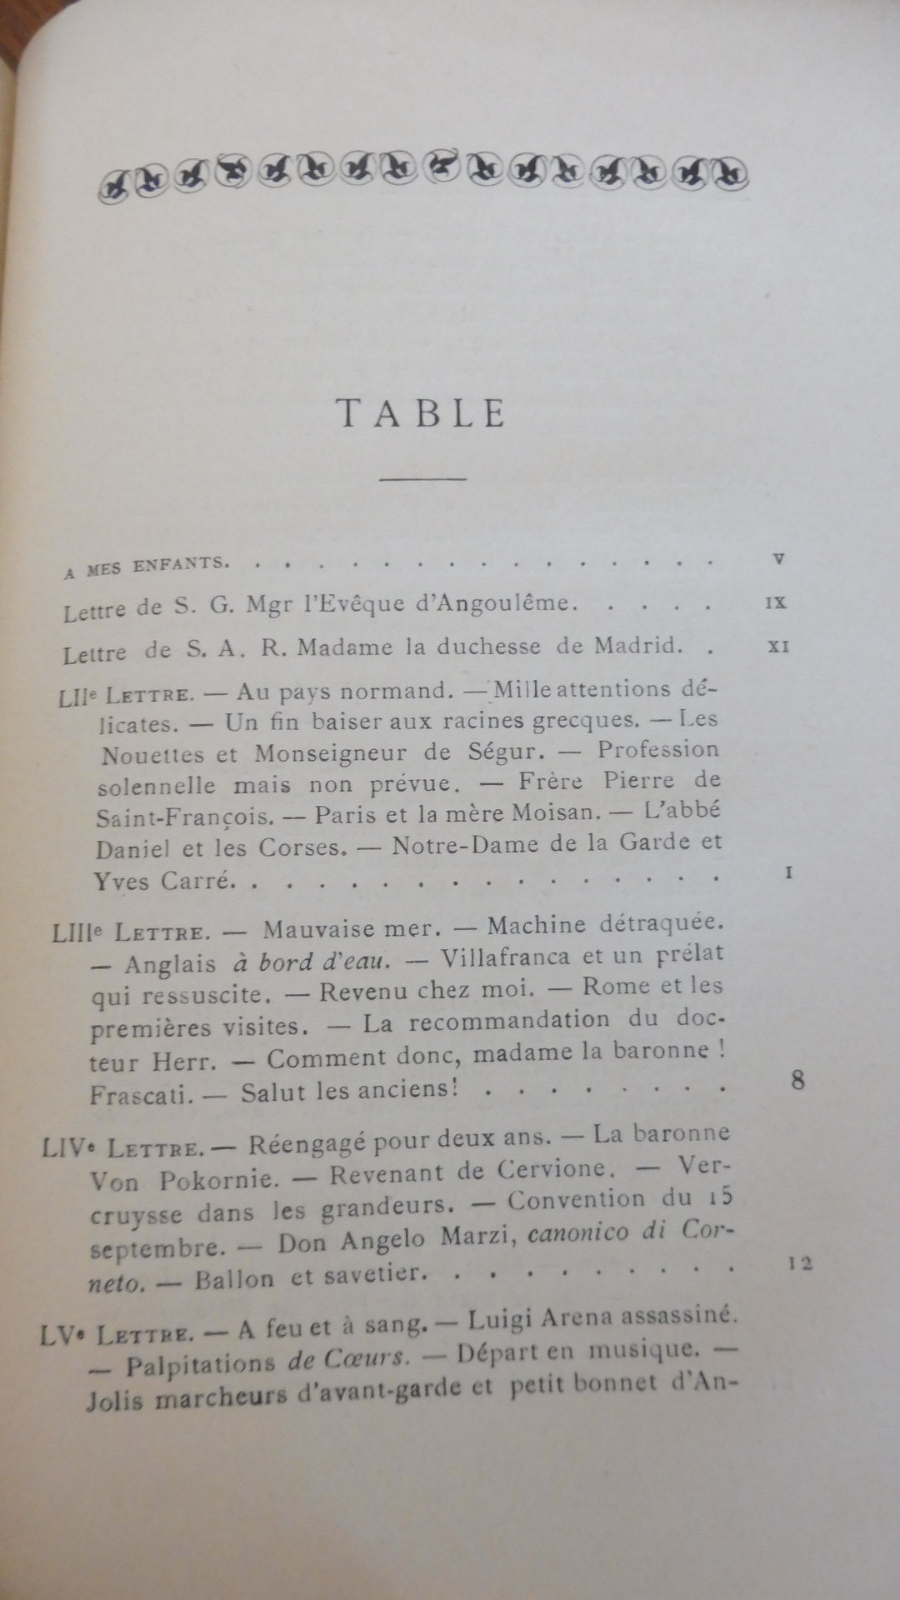 TABLE
A MES ENFANTS. . . . . . . . . . . . . . . V
Lettre de S. G. Mgr l'Evêque d'Angoulême. . . . . IX
Lettre de S. A. R. Madame la duchesse de Madrid. . XI
LIIe LETTRE. — Au pays normand. — Mille attentions dé-
licates. — Un fin baiser aux racines grecques. — Les
Nouettes et Monseigneur de Ségur. — Profession
solennelle mais non prévue. — Frère Pierre de
Saint-François. — Paris et la mère Moisan. — L'abbé
Daniel et les Corses. — Notre-Dame de la Garde et
Yves Carré. . . . . . . . . . . . . . . 1
LIIIe LETTRE. — Mauvaise mer. — Machine détraquée.
— Anglais à bord d'eau. — Villafranca et un prélat
qui ressuscite. — Revenu chez moi. — Rome et les
premières visites. — La recommandation du doc-
teur Herr. — Comment donc, madame la baronne !
Frascati. — Salut les anciens! . . . . . . . . 8
LIVe LETTRE. — Réengagé pour deux ans. — La baronne
Von Pokornie. — Revenant de Cervione. — Ver-
cruysse dans les grandeurs. — Convention du 15
septembre. — Don Angelo Marzi, canonico di Cor-
neto. — Ballon et savetier. . . . . . . . . 12
LVe LETTRE. — A feu et à sang. — Luigi Arena assassiné.
— Palpitations de Cœurs. — Départ en musique. —
Jolis marcheurs d'avant-garde et petit bonnet d'An-